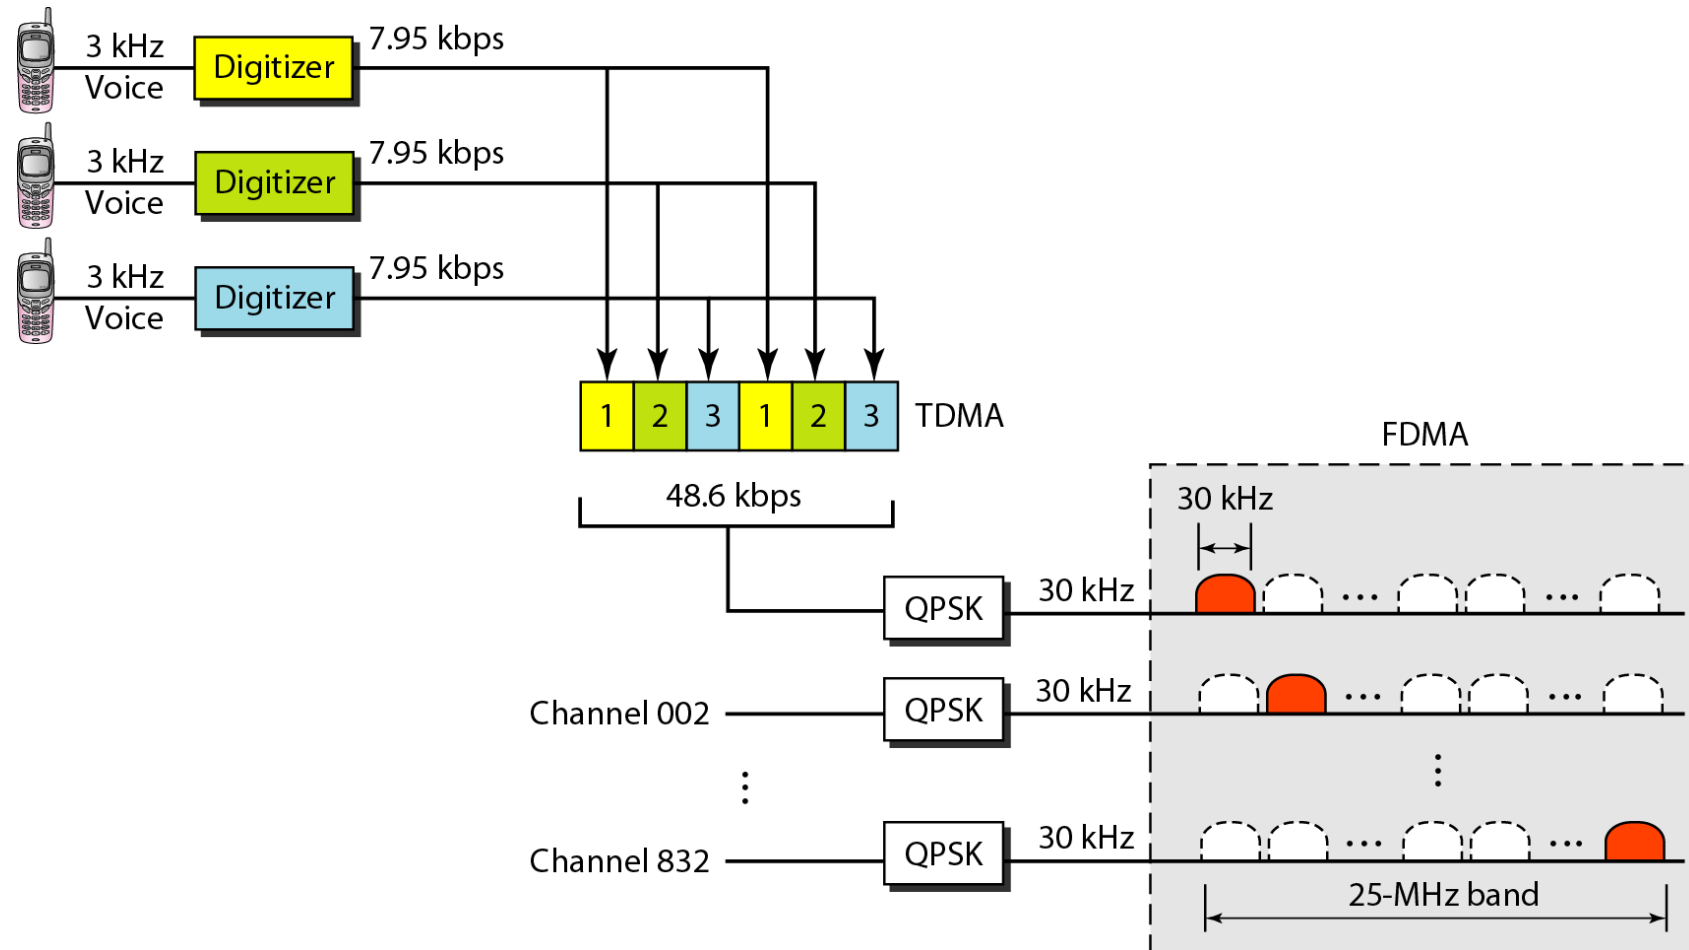 3 kHz
Voice
Digitizer
7.95 kbps
3 kHz
Voice
Digitizer
7.95 kbps
3 kHz
Voice
Digitizer
7.95 kbps
1 2 3 1 2 3
TDMA
48.6 kbps
FDMA
30 kHz
QPSK
30 kHz
...
...
Channel 002
QPSK
30 kHz
...
...
⋮
⋮
Channel 832
QPSK
30 kHz
...
...
25-MHz band